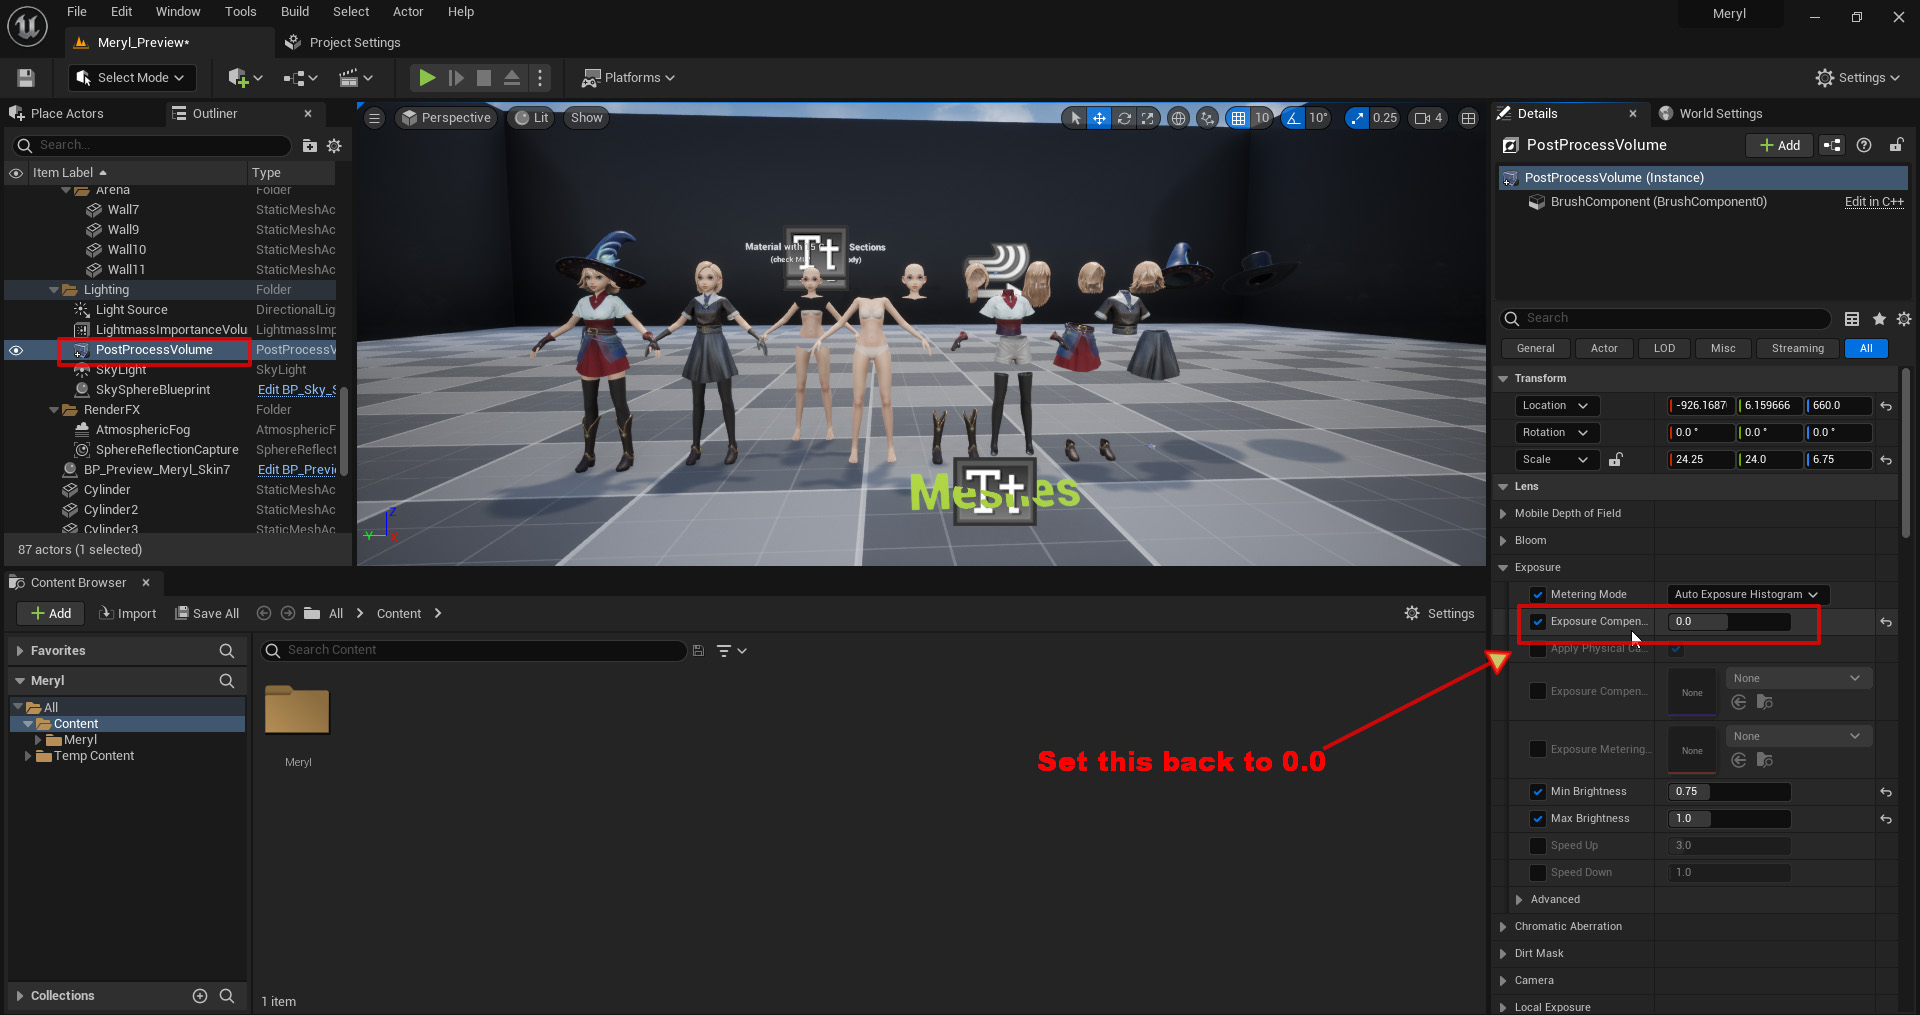 File Edit Window Tools Build Select Actor Help
Meryl
Meryl_Preview*
Project Settings
Select Mode
Platforms
Settings
Place Actors
Outliner
Search...
Item Label
Type
Arena
Folder
Wall7
StaticMeshAc
Wall9
StaticMeshAc
Wall10
StaticMeshAc
Wall11
StaticMeshAc
Lighting
Folder
Light Source
DirectionalLig
LightmassImportanceVolu
LightmassImp
PostProcessVolume
PostProcessV
SkyLight
SkyLight
SkySphereBlueprint
Edit BP_Sky_S
RenderFX
Folder
AtmosphericFog
AtmosphericF
SphereReflectionCapture
SphereReflect
BP_Preview_Meryl_Skin7
Edit BP_Previ
Cylinder
StaticMeshAc
Cylinder2
StaticMeshAc
Cylinder3
StaticMeshAc
87 actors (1 selected)
Perspective
Lit
Show
10
10°
0.25
4
Material with
Sections
(check
Tt
Meshes
Tt
Z
Y
X
Details
World Settings
PostProcessVolume
Add
PostProcessVolume (Instance)
BrushComponent (BrushComponent0)
Edit in C++
Search
General
Actor
LOD
Misc
Streaming
All
Transform
Location
-926.1687
6.159666
660.0
Rotation
0.0 °
0.0 °
0.0 °
Scale
24.25
24.0
6.75
Lens
Mobile Depth of Field
Bloom
Exposure
Metering Mode
Auto Exposure Histogram
Exposure Compen...
0.0
Apply Physical Ca...
Exposure Compen...
None
None
Exposure Metering...
None
None
Min Brightness
0.75
Max Brightness
1.0
Speed Up
3.0
Speed Down
1.0
Advanced
Chromatic Aberration
Dirt Mask
Camera
Local Exposure
Content Browser
Add
Import
Save All
All
Content
Settings
Favorites
Meryl
All
Content
Meryl
Temp Content
Collections
Search Content
Meryl
1 item
Set this back to 0.0